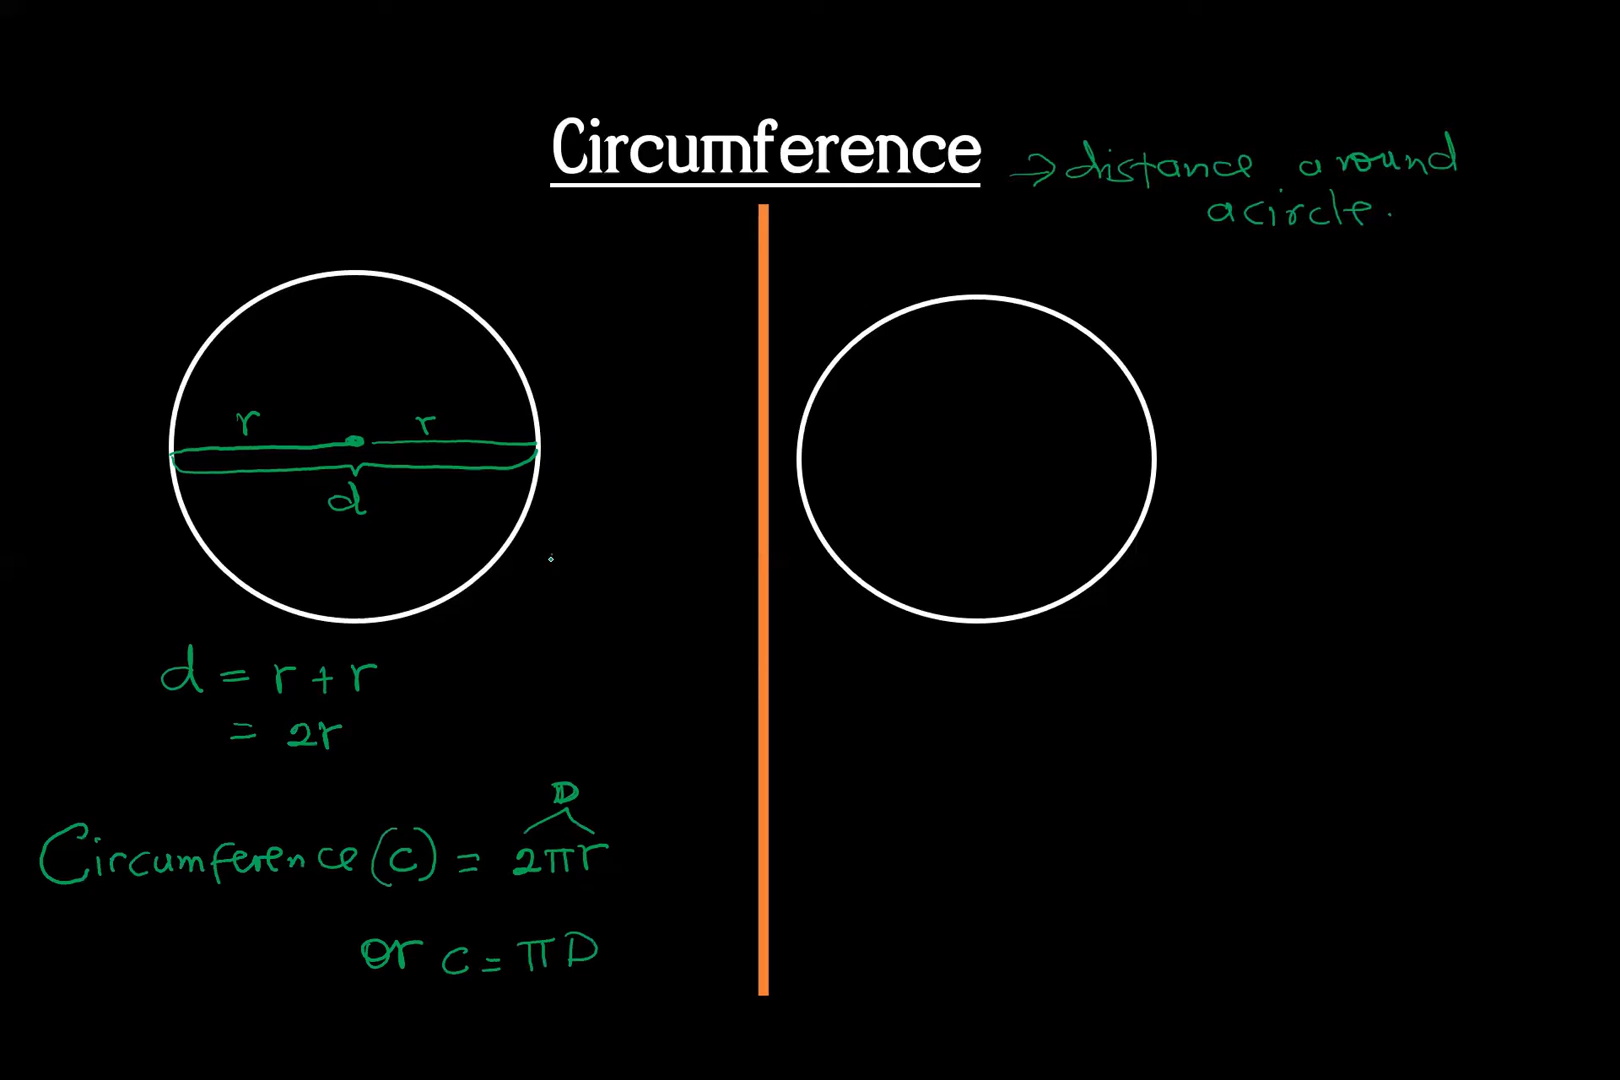 Circumference → distance around
a circle.
r r
d
d = r + r
= 2r
D
Circumference (c) = 2πr
or c = πD